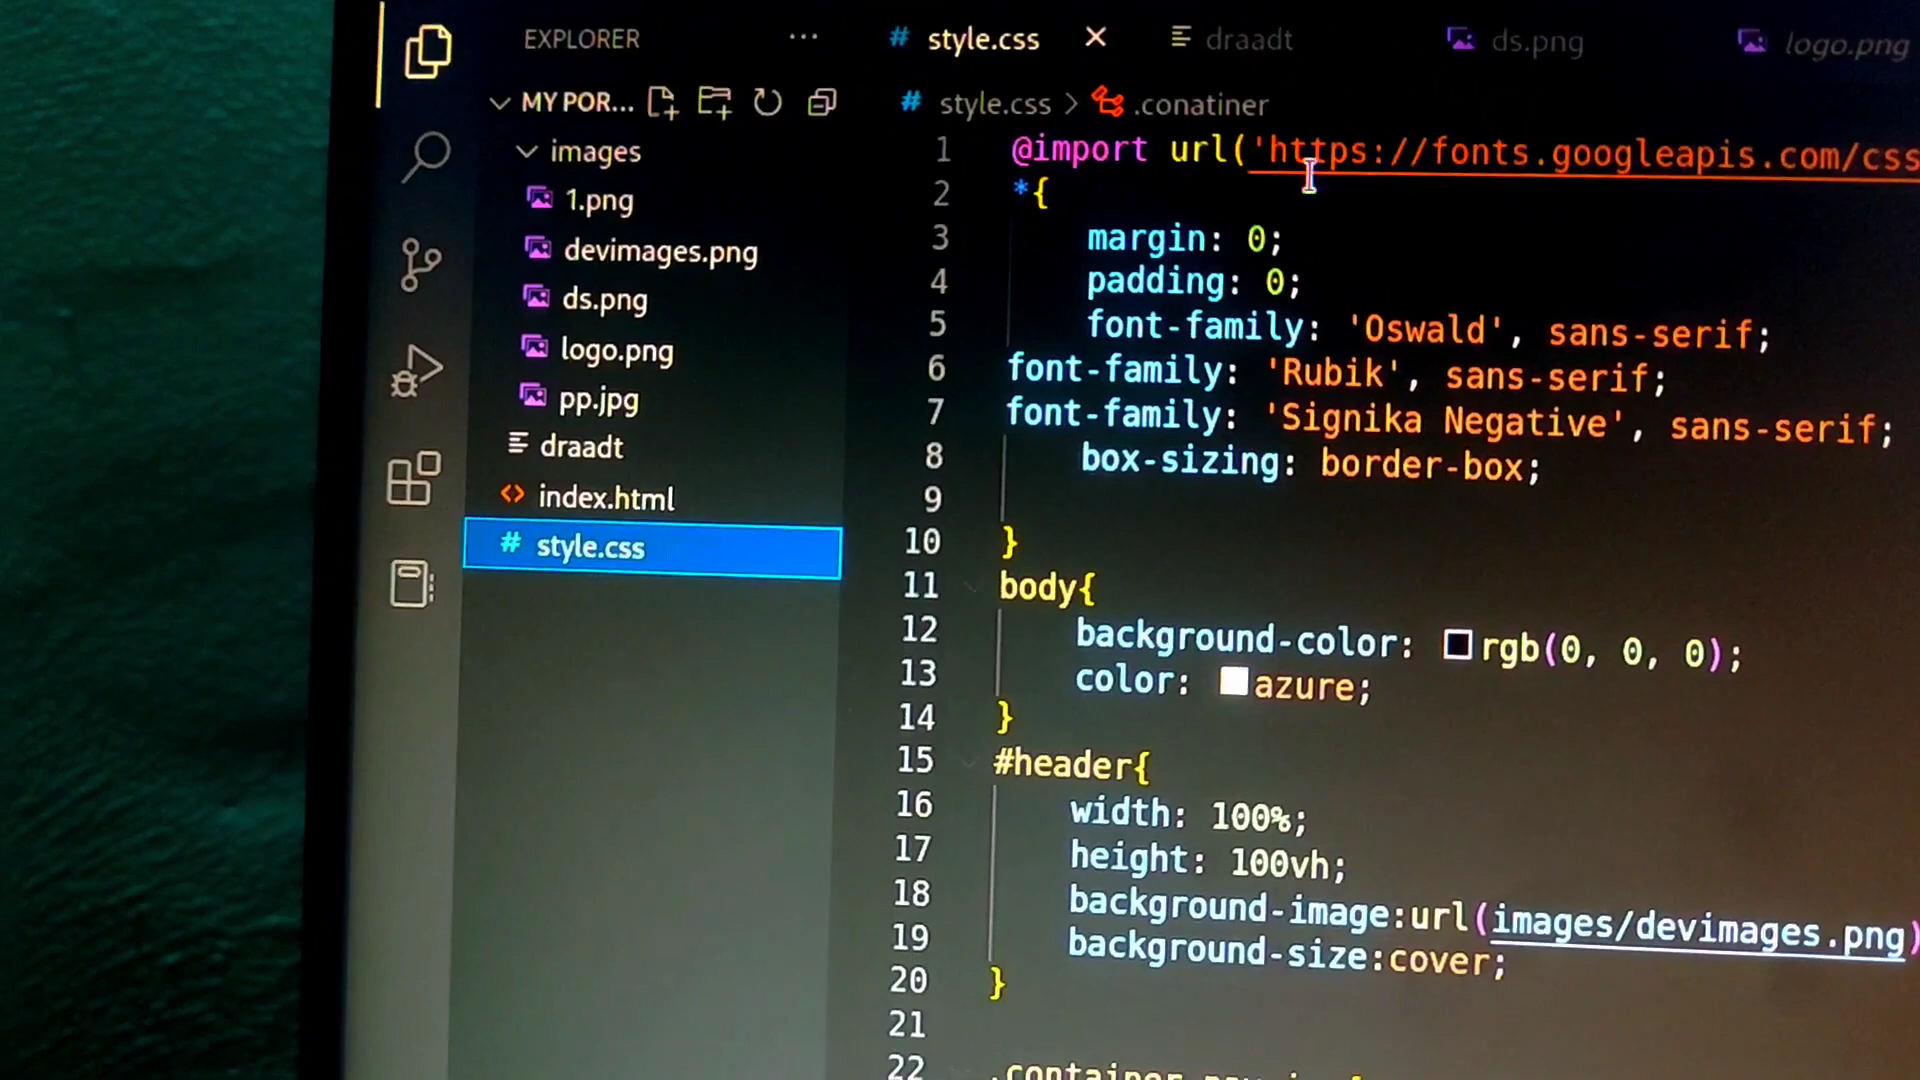 EXPLORER ...
MY POR...
images
1.png
devimages.png
ds.png
logo.png
pp.jpg
draadt
index.html
# style.css
# style.css × draadt ds.png logo.png
# style.css > .conatiner
1 @import url('https://fonts.googleapis.com/css
2 *{
3 margin: 0;
4 padding: 0;
5 font-family: 'Oswald', sans-serif;
6 font-family: 'Rubik', sans-serif;
7 font-family: 'Signika Negative', sans-serif;
8 box-sizing: border-box;
9
10 }
11 body{
12 background-color: rgb(0, 0, 0);
13 color: azure;
14 }
15 #header{
16 width: 100%;
17 height: 100vh;
18 background-image:url(images/devimages.png)
19 background-size:cover;
20 }
21
22